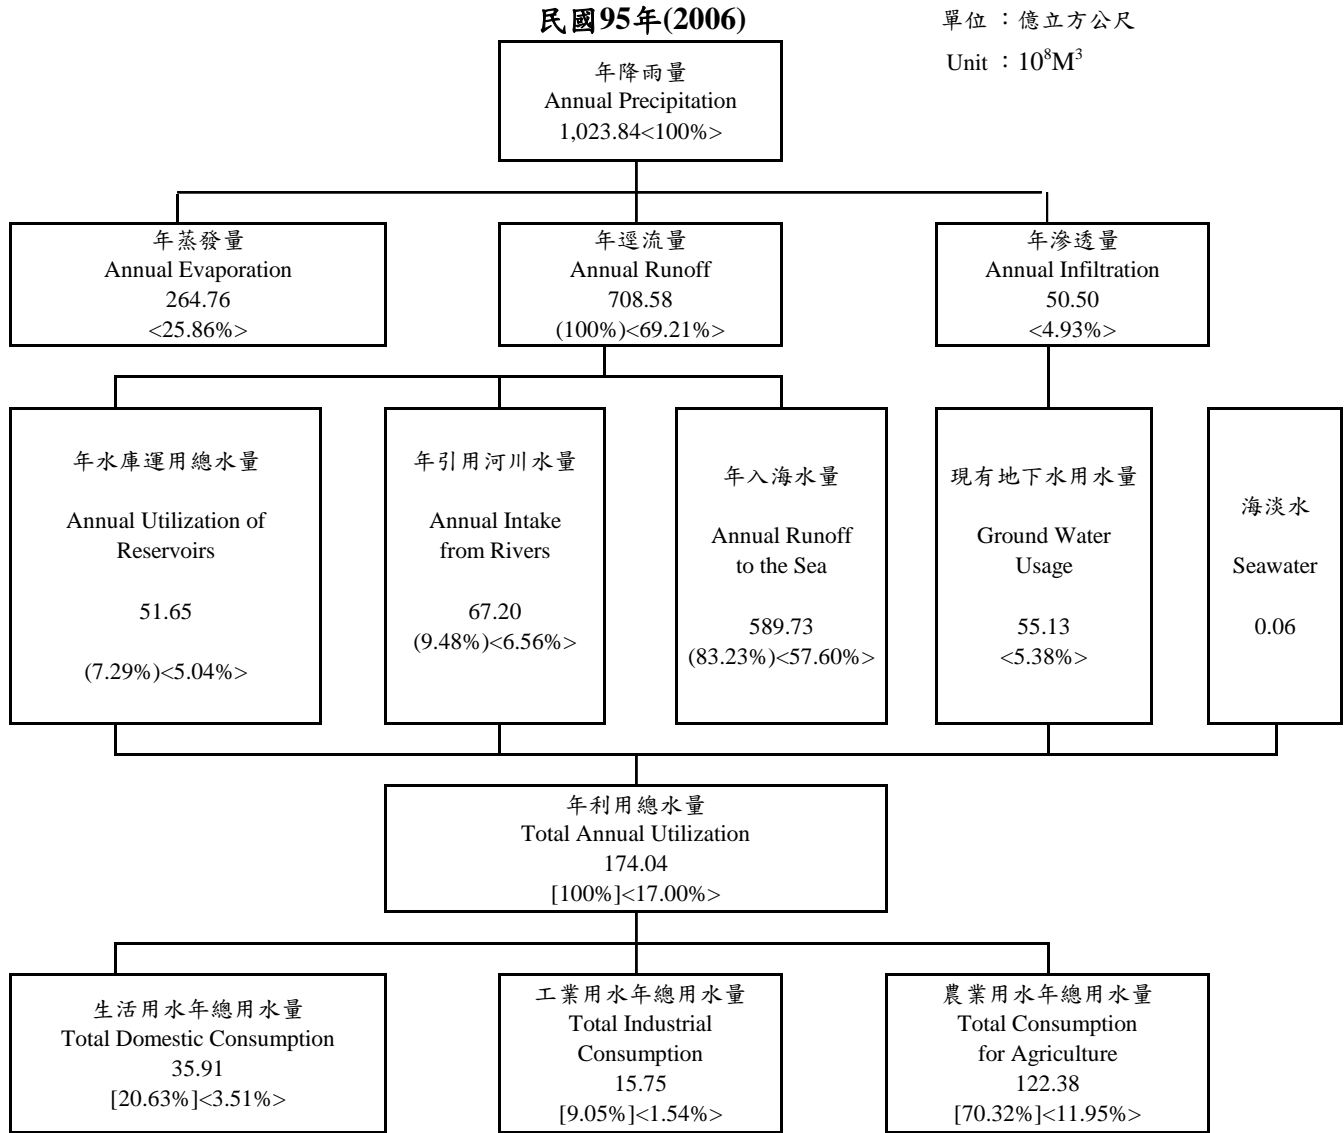 民國95年(2006)
單位：億立方公尺
Unit：10⁸M³
年降雨量
Annual Precipitation
1,023.84<100%>
年蒸發量
Annual Evaporation
264.76
<25.86%>
年逕流量
Annual Runoff
708.58
(100%)<69.21%>
年滲透量
Annual Infiltration
50.50
<4.93%>
年水庫運用總水量
Annual Utilization of
Reservoirs
51.65
(7.29%)<5.04%>
年引用河川水量
Annual Intake
from Rivers
67.20
(9.48%)<6.56%>
年入海水量
Annual Runoff
to the Sea
589.73
(83.23%)<57.60%>
現有地下水用水量
Ground Water
Usage
55.13
<5.38%>
海淡水
Seawater
0.06
年利用總水量
Total Annual Utilization
174.04
[100%]<17.00%>
生活用水年總用水量
Total Domestic Consumption
35.91
[20.63%]<3.51%>
工業用水年總用水量
Total Industrial
Consumption
15.75
[9.05%]<1.54%>
農業用水年總用水量
Total Consumption
for Agriculture
122.38
[70.32%]<11.95%>